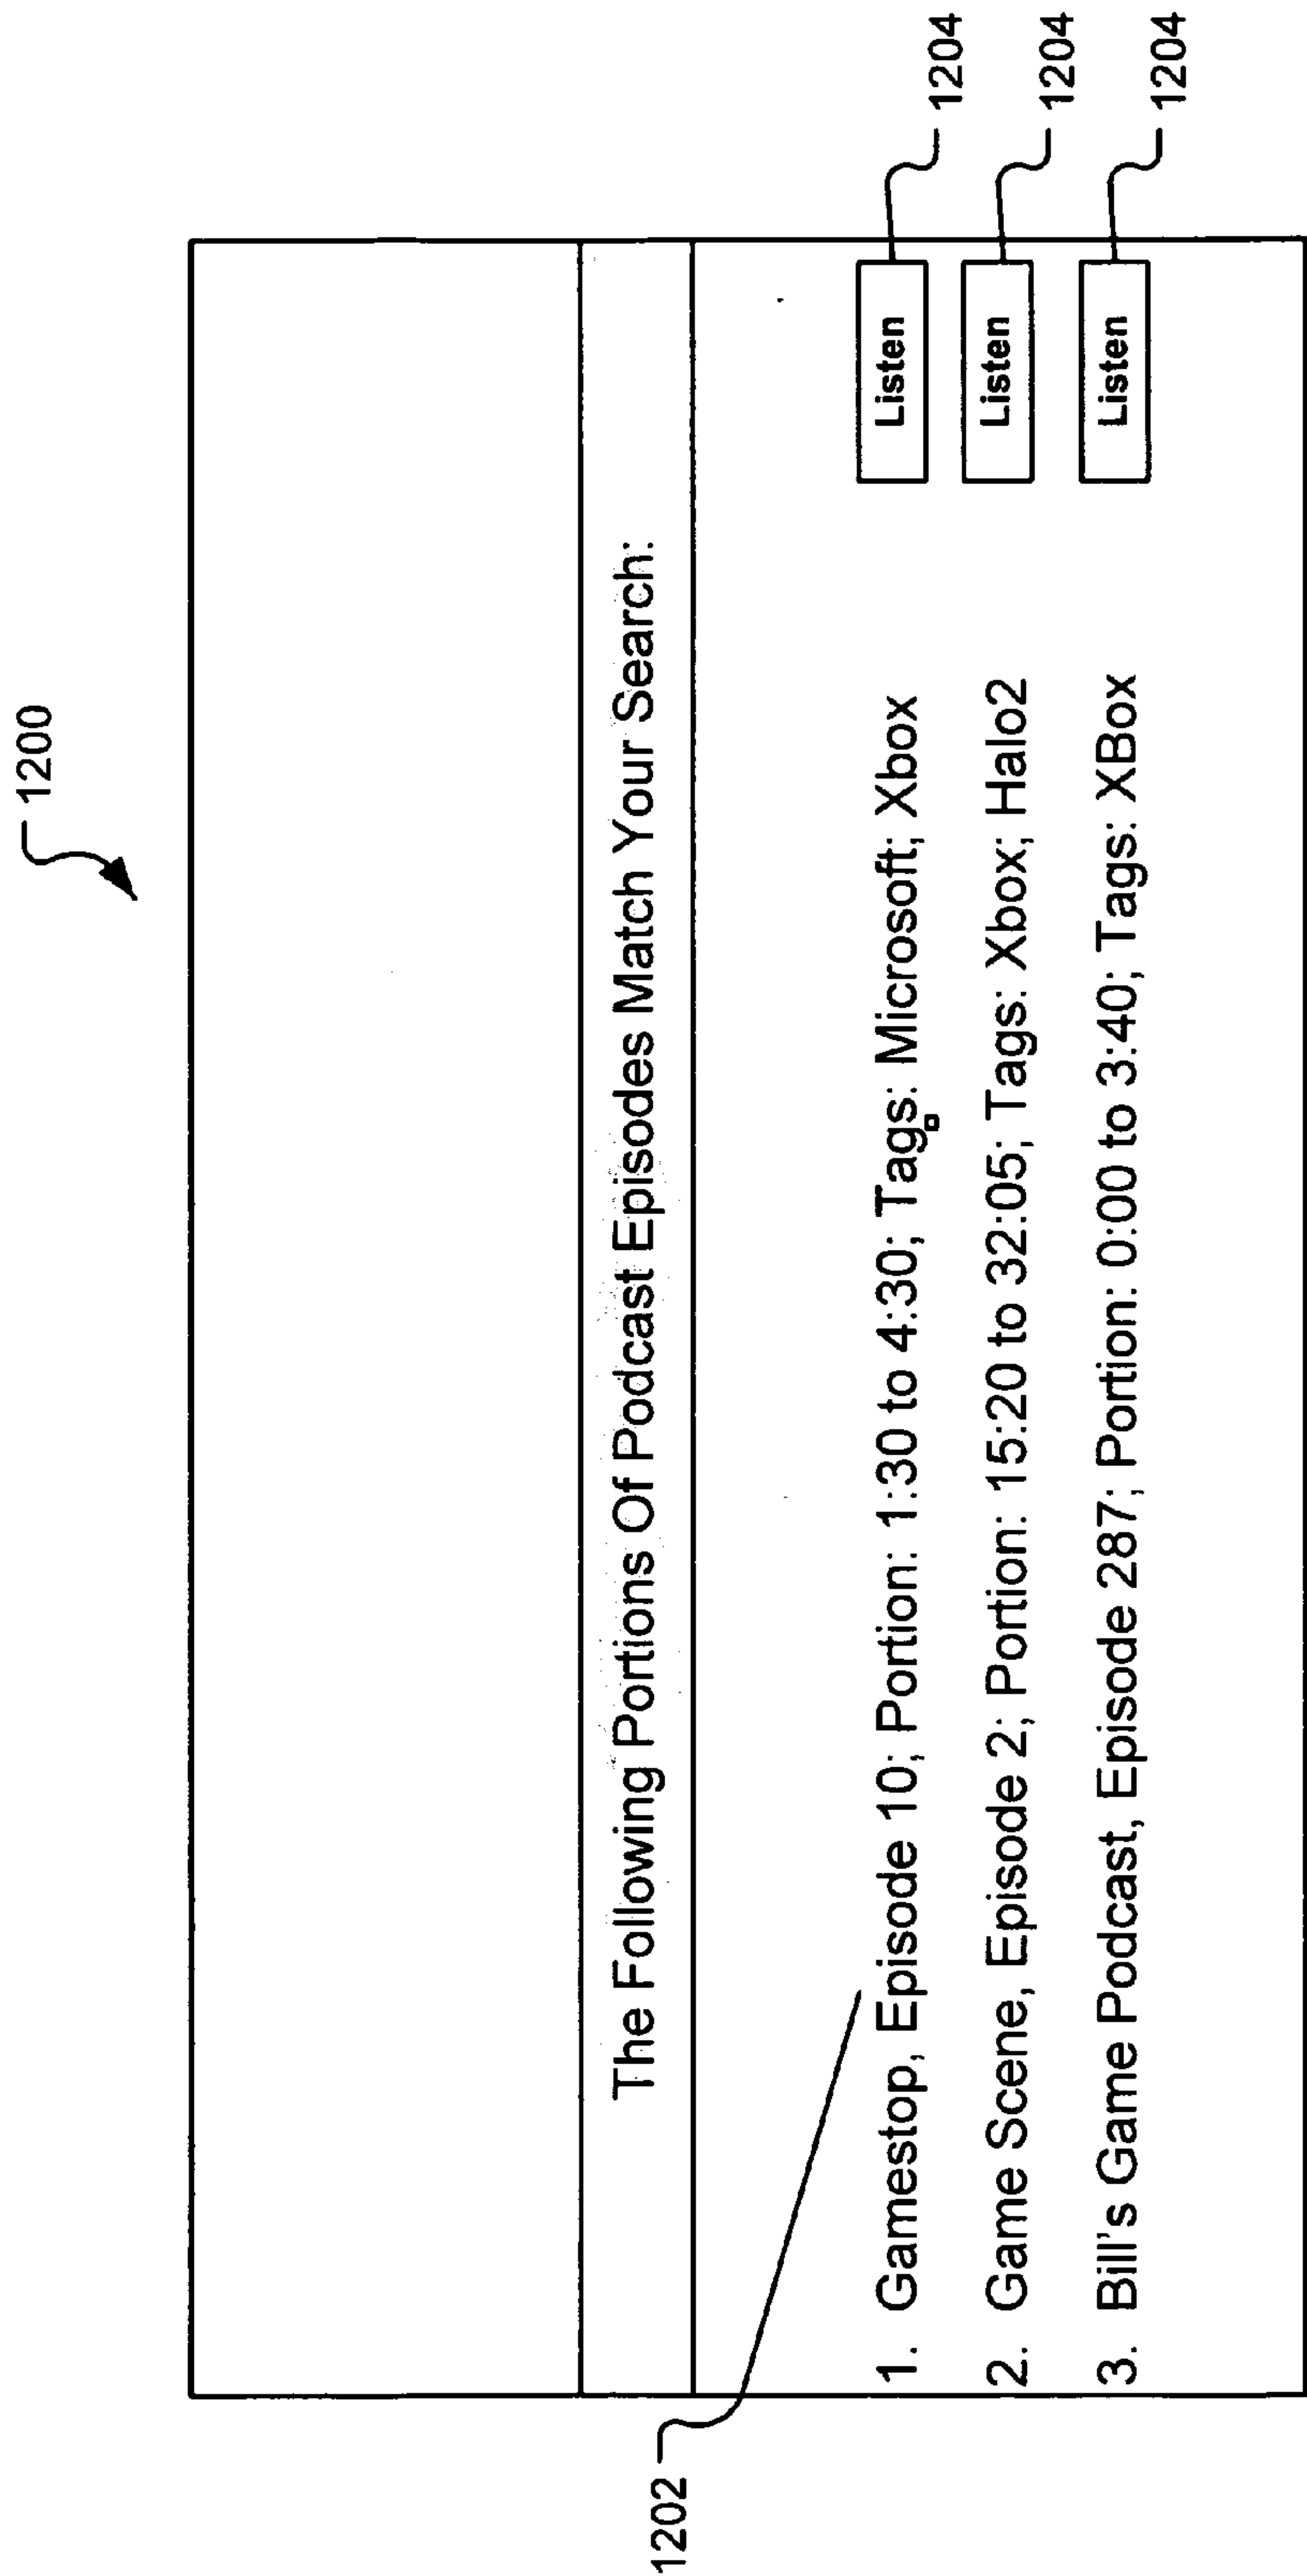 1200
The Following Portions Of Podcast Episodes Match Your Search:
1202
1. Gamestop, Episode 10; Portion: 1:30 to 4:30; Tags: Microsoft; Xbox
Listen
1204
2. Game Scene, Episode 2; Portion: 15:20 to 32:05; Tags: Xbox; Halo2
Listen
1204
3. Bill's Game Podcast, Episode 287; Portion: 0:00 to 3:40; Tags: XBox
Listen
1204